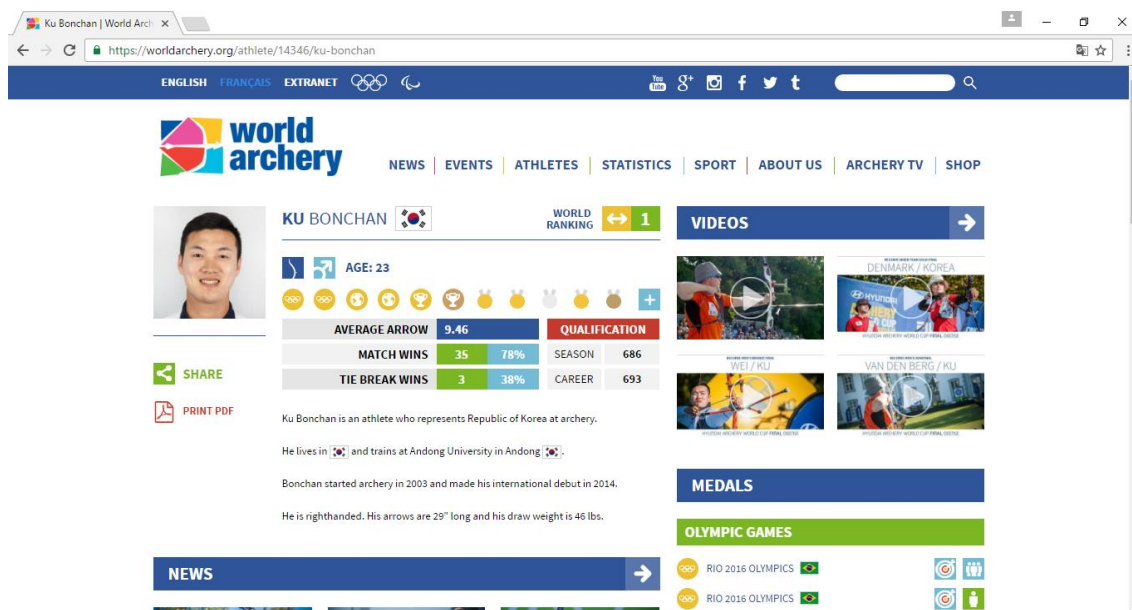 Ku Bonchan | World Arch
https://worldarchery.org/athlete/14346/ku-bonchan
ENGLISH FRANÇAIS EXTRANET
You Tube g+ f t
world
archery
NEWS EVENTS ATHLETES STATISTICS SPORT ABOUT US ARCHERY TV SHOP
KU BONCHAN
WORLD
RANKING 1
AGE: 23
AVERAGE ARROW 9.46 QUALIFICATION
MATCH WINS 35 78% SEASON 686
TIE BREAK WINS 3 38% CAREER 693
SHARE
PRINT PDF
Ku Bonchan is an athlete who represents Republic of Korea at archery.
He lives in and trains at Andong University in Andong .
Bonchan started archery in 2003 and made his international debut in 2014.
He is righthanded. His arrows are 29" long and his draw weight is 46 lbs.
NEWS
VIDEOS
DENMARK / KOREA
HYUNDAI
WEI / KU
VAN DEN BERG / KU
MEDALS
OLYMPIC GAMES
RIO 2016 OLYMPICS
RIO 2016 OLYMPICS